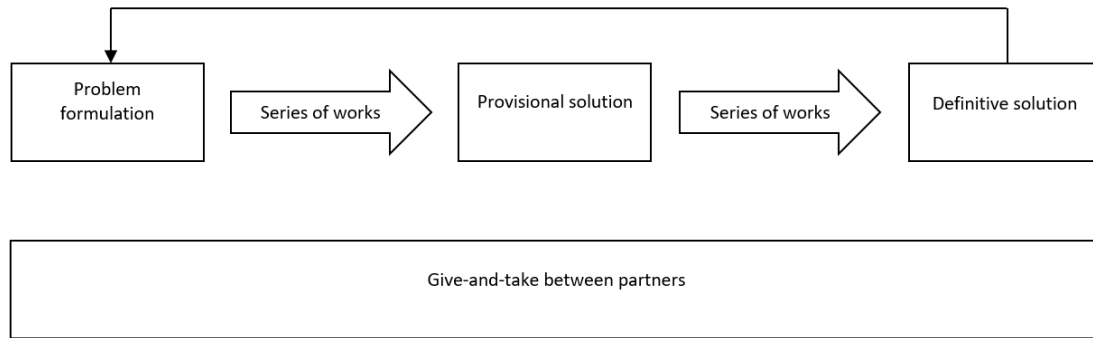 Problem
formulation
Series of works
Provisional solution
Series of works
Definitive solution
Give-and-take between partners